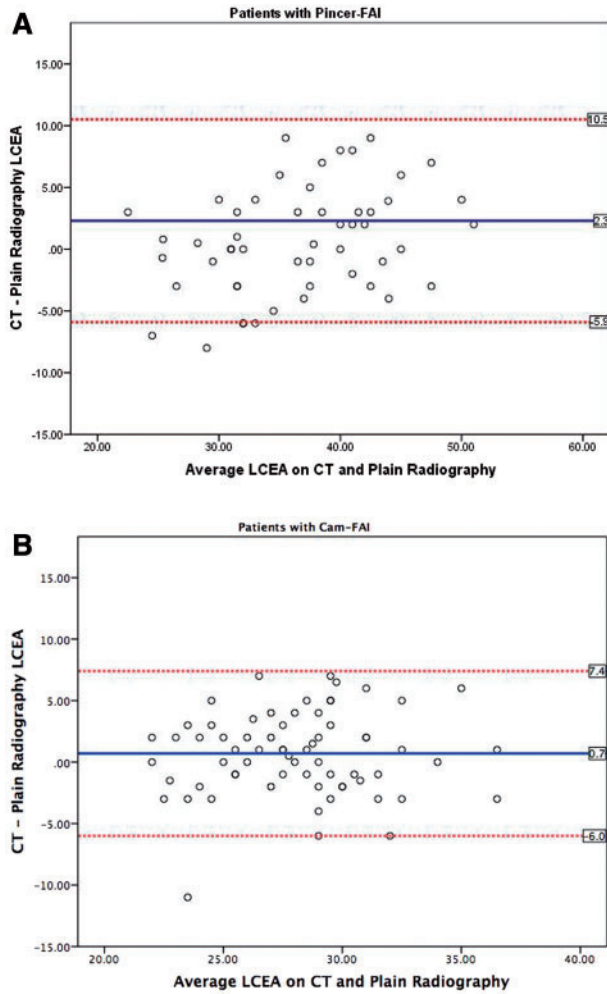 A
Patients with Pincer-FAI
15.00
10.00
10.5
5.00
2.3
.00
-5.00
-5.9
-10.00
-15.00
20.00 30.00 40.00 50.00 60.00
CT - Plain Radiography LCEA
Average LCEA on CT and Plain Radiography
B
Patients with Cam-FAI
15.00
10.00
7.4
5.00
0.7
.00
-5.00
-6.0
-10.00
-15.00
20.00 25.00 30.00 35.00 40.00
CT - Plain Radiography LCEA
Average LCEA on CT and Plain Radiography